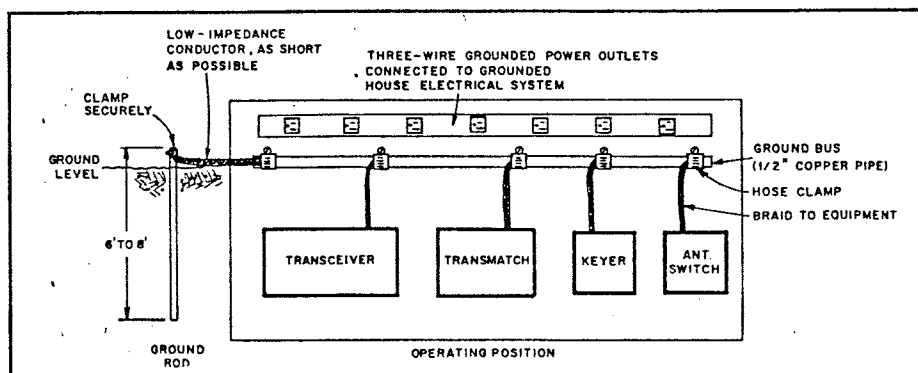 LOW-IMPEDANCE
CONDUCTOR, AS SHORT
AS POSSIBLE
THREE-WIRE GROUNDED POWER OUTLETS
CONNECTED TO GROUNDED
HOUSE ELECTRICAL SYSTEM
CLAMP
SECURELY
GROUND
LEVEL
GROUND BUS
(1/2" COPPER PIPE)
HOSE CLAMP
BRAID TO EQUIPMENT
6' TO 8'
TRANSCEIVER
TRANSMATCH
KEYER
ANT.
SWITCH
GROUND
ROD
OPERATING POSITION